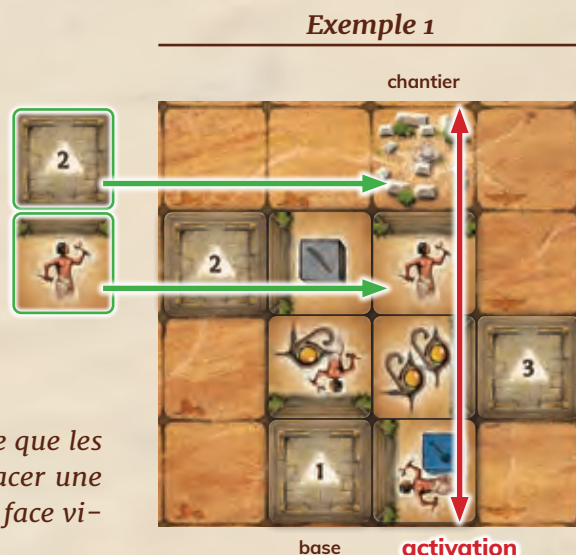 Exemple 1
chantier
2
2
3
e que les
acer une
face vi-
1
base
activation